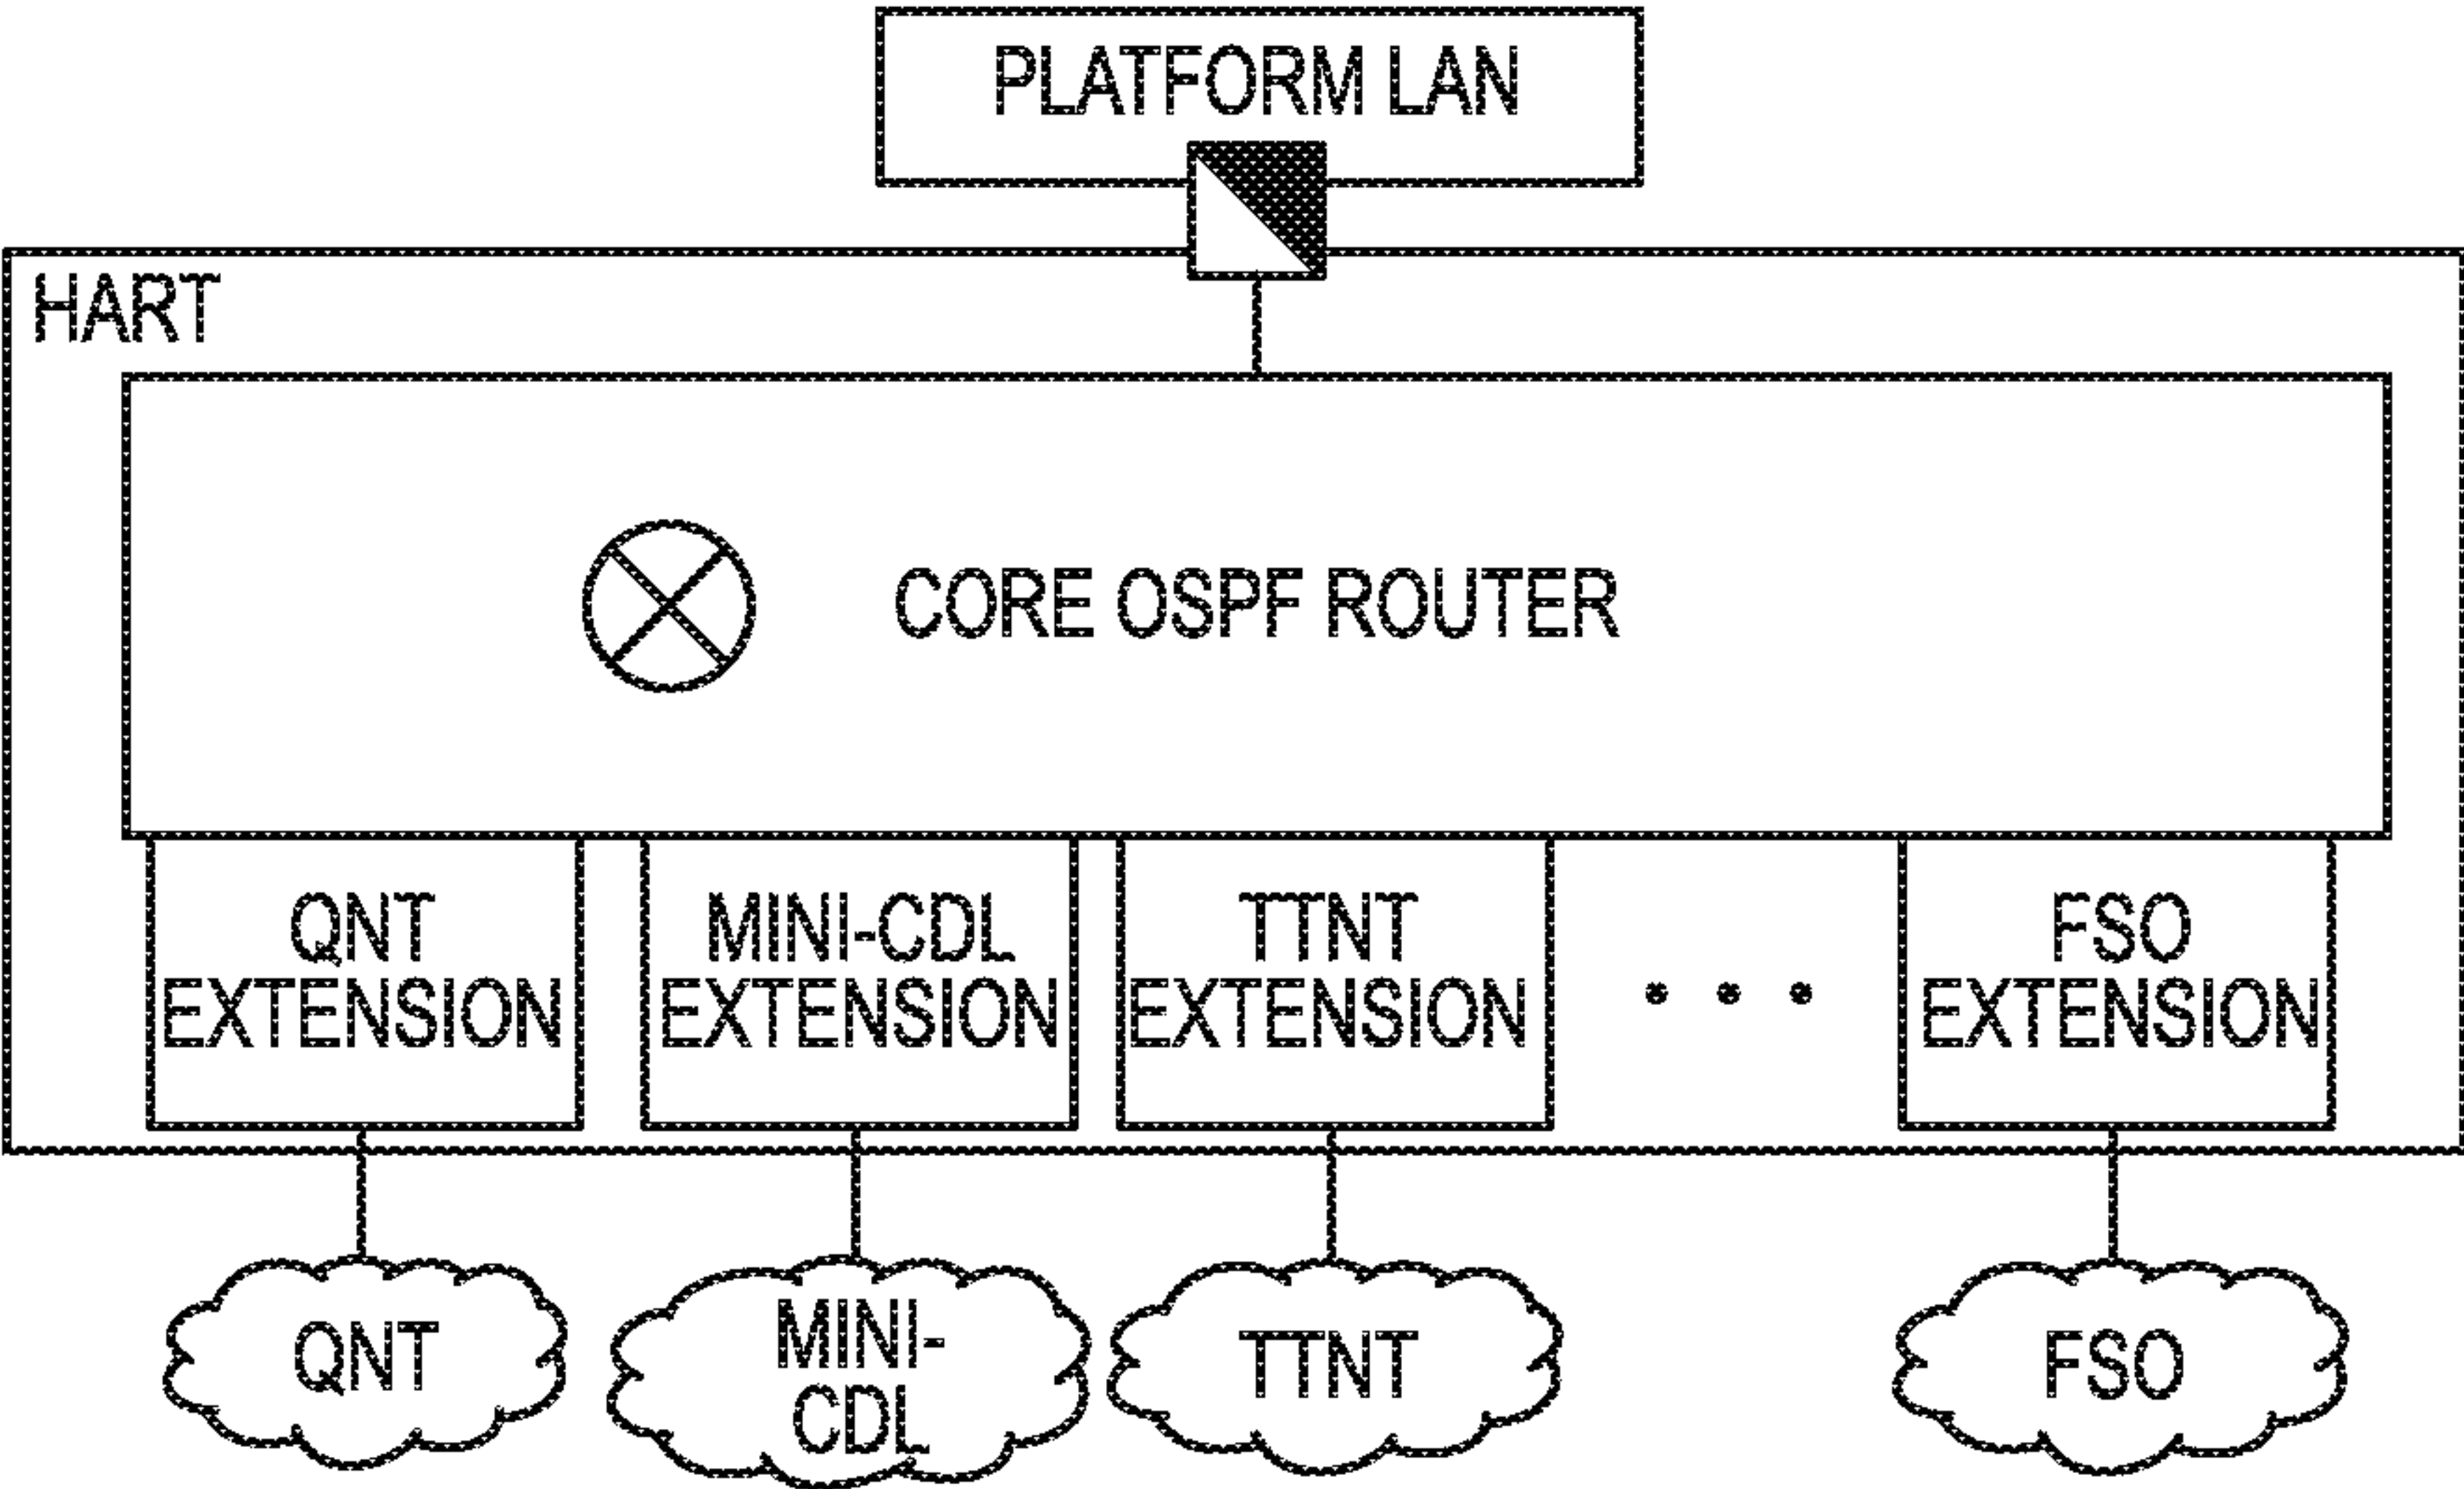 PLATFORM LAN
HART
CORE OSPF ROUTER
QNT
EXTENSION
MINI-CDL
EXTENSION
TTNT
EXTENSION
FSO
EXTENSION
QNT
MINI-
CDL
TTNT
FSO